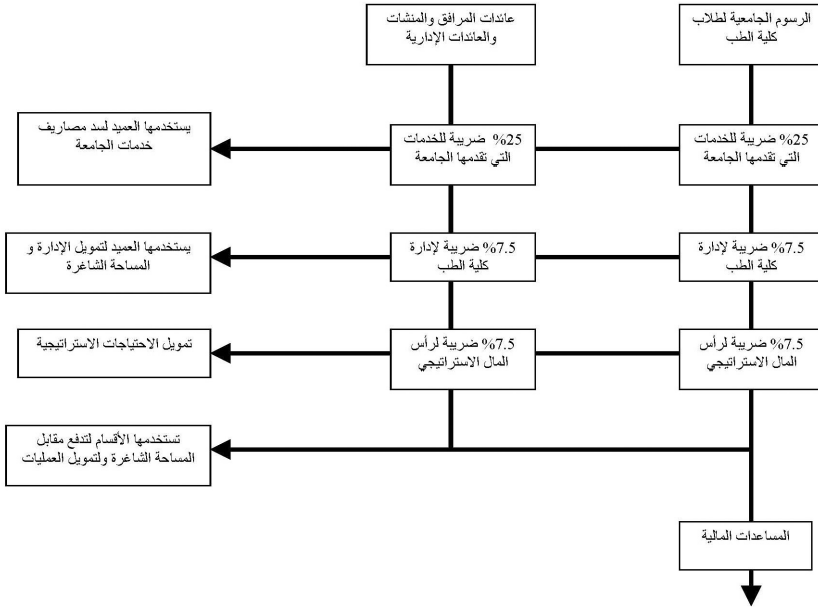 الرسوم الجامعية لطلاب
كلية الطب
عائدات المرافق والمنشات
والعائدات الإدارية
%25 ضريبة للخدمات
التي تقدمها الجامعة
%25 ضريبة للخدمات
التي تقدمها الجامعة
يستخدمها العميد لسد مصاريف
خدمات الجامعة
%7.5 ضريبة لإدارة
كلية الطب
%7.5 ضريبة لإدارة
كلية الطب
يستخدمها العميد لتمويل الإدارة و
المساحة الشاغرة
%7.5 ضريبة لرأس
المال الاستراتيجي
%7.5 ضريبة لرأس
المال الاستراتيجي
تمويل الاحتياجات الاستراتيجية
تستخدمها الأقسام لتدفع مقابل
المساحة الشاغرة ولتمويل العمليات
المساعدات المالية